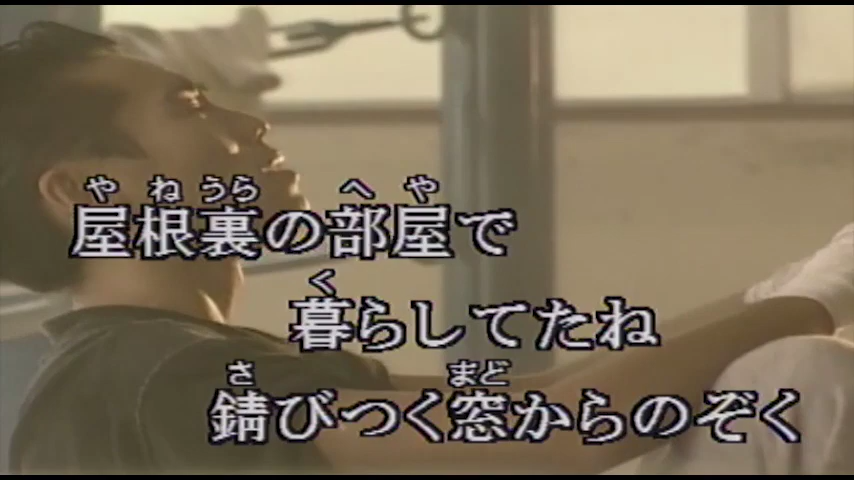 やねうら へや
屋根裏の部屋で
く
暮らしてたね
さ まど
錆びつく窓からのぞく